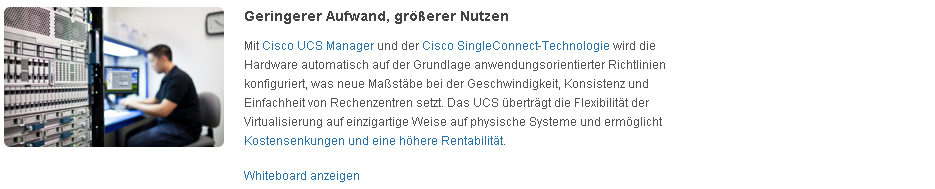 Geringerer Aufwand, größerer Nutzen
Mit Cisco UCS Manager und der Cisco SingleConnect-Technologie wird die
Hardware automatisch auf der Grundlage anwendungsorientierter Richtlinien
konfiguriert, was neue Maßstäbe bei der Geschwindigkeit, Konsistenz und
Einfachheit von Rechenzentren setzt. Das UCS überträgt die Flexibilität der
Virtualisierung auf einzigartige Weise auf physische Systeme und ermöglicht
Kostensenkungen und eine höhere Rentabilität.
Whiteboard anzeigen